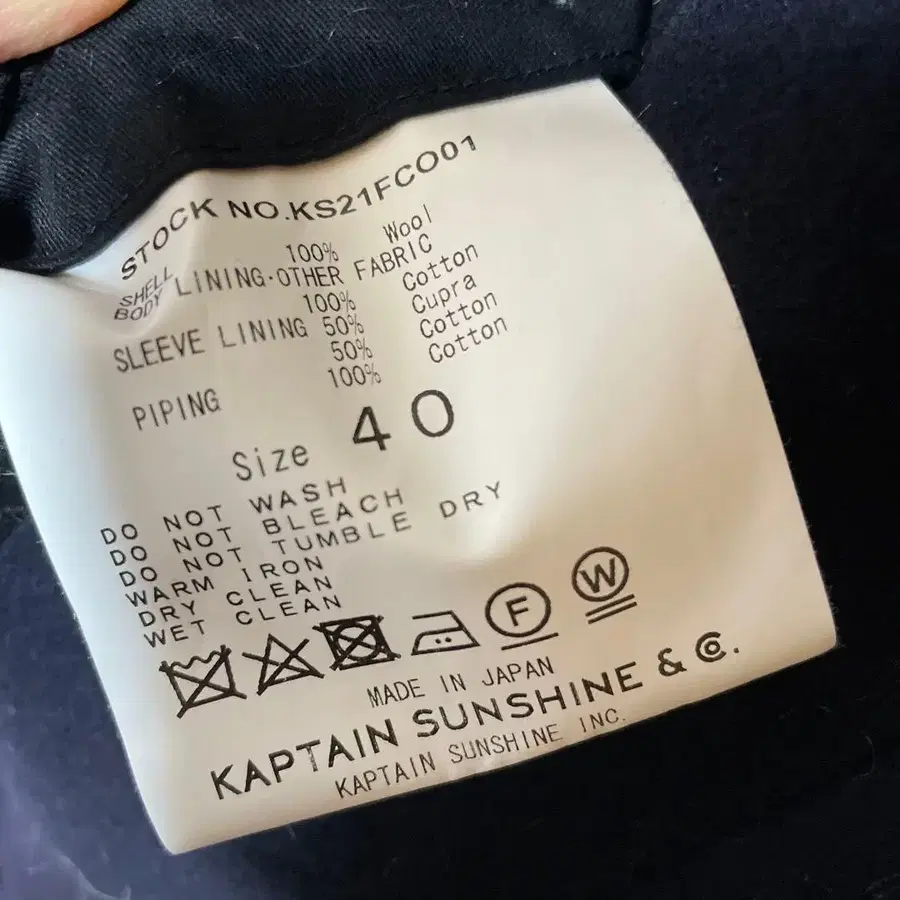 STOCK NO.KS21FCO01
SHELL 100% Wool
BODY LINING·OTHER FABRIC
100% Cotton
SLEEVE LINING 50% Cupra
50% Cotton
PIPING 100% Cotton
Size 40
DO NOT WASH
DO NOT BLEACH
DO NOT TUMBLE DRY
WARM IRON
DRY CLEAN
WET CLEAN
F W
MADE IN JAPAN
KAPTAIN SUNSHINE & Co.
KAPTAIN SUNSHINE INC.